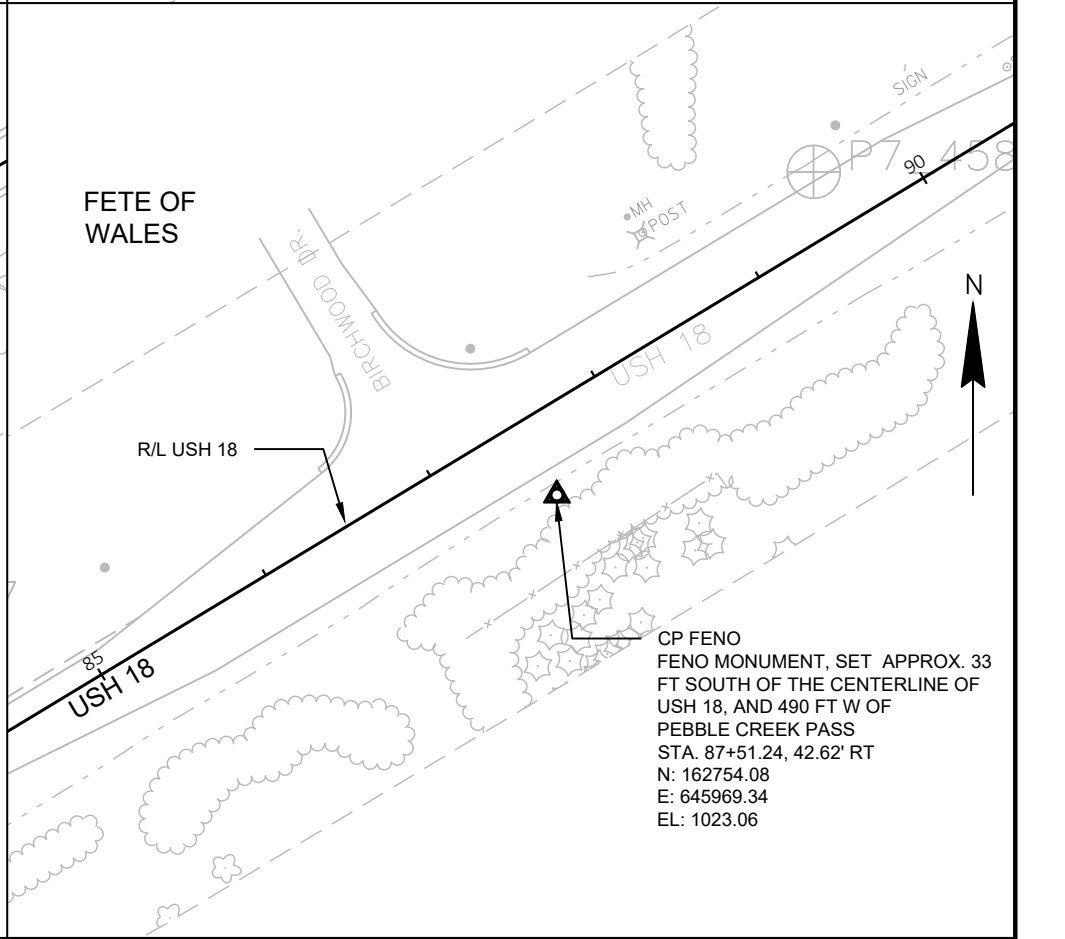 FETE OF
WALES
BIRCHWOOD DR.
MH
POST
SIGN
P7 458
90
N
USH 18
R/L USH 18
85
USH 18
7
CP FENO
FENO MONUMENT, SET APPROX. 33
FT SOUTH OF THE CENTERLINE OF
USH 18, AND 490 FT W OF
PEBBLE CREEK PASS
STA. 87+51.24, 42.62' RT
N: 162754.08
E: 645969.34
EL: 1023.06